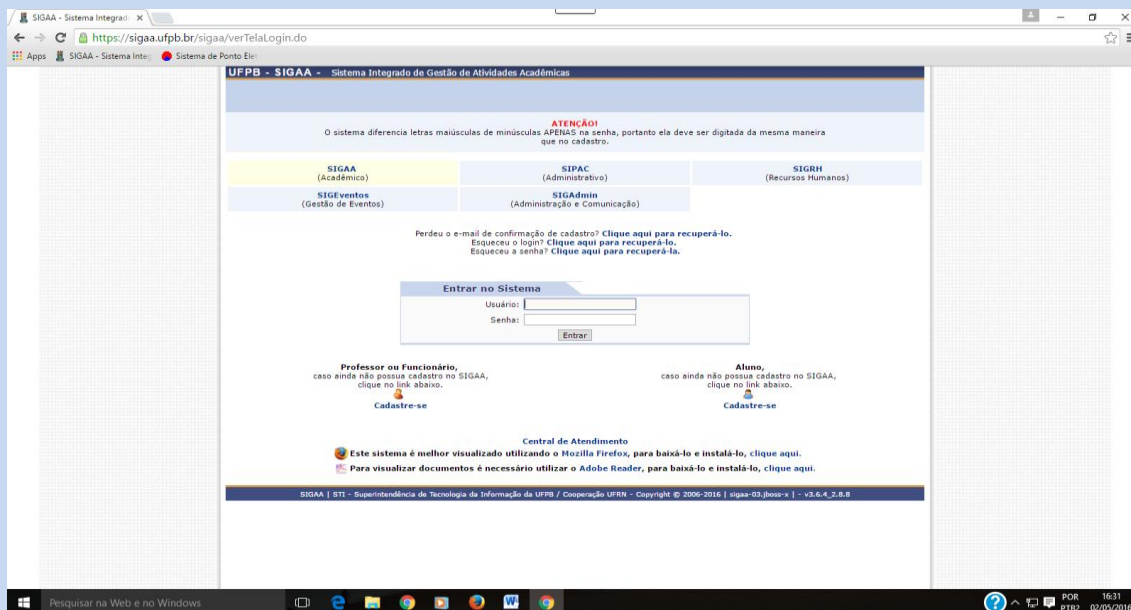 SIGAA - Sistema Integrad
https://sigaa.ufpb.br/sigaa/verTelaLogin.do
Apps SIGAA - Sistema Inte Sistema de Ponto Ele
UFPB - SIGAA - Sistema Integrado de Gestão de Atividades Acadêmicas
ATENÇÃO!
O sistema diferencia letras maiúsculas de minúsculas APENAS na senha, portanto ela deve ser digitada da mesma maneira
que no cadastro.
SIGAA SIPAC SIGRH
(Acadêmico) (Administrativo) (Recursos Humanos)
SIGEventos SIGAdmin
(Gestão de Eventos) (Administração e Comunicação)
Perdeu o e-mail de confirmação de cadastro? Clique aqui para recuperá-lo.
Esqueceu o login? Clique aqui para recuperá-lo.
Esqueceu a senha? Clique aqui para recuperá-la.
Entrar no Sistema
Usuário:
Senha:
Entrar
Professor ou Funcionário, Aluno,
caso ainda não possua cadastro no SIGAA, caso ainda não possua cadastro no SIGAA,
clique no link abaixo. clique no link abaixo.
Cadastre-se Cadastre-se
Central de Atendimento
Este sistema é melhor visualizado utilizando o Mozilla Firefox, para baixá-lo e instalá-lo, clique aqui.
Para visualizar documentos é necessário utilizar o Adobe Reader, para baixá-lo e instalá-lo, clique aqui.
SIGAA | STI - Superintendência de Tecnologia da Informação da UFPB / Cooperação UFRN - Copyright © 2006-2016 | sigaa-03.jboss-x | - v3.6.4_2.8.8
Pesquisar na Web e no Windows
POR 16:31
PTB2 02/05/2016